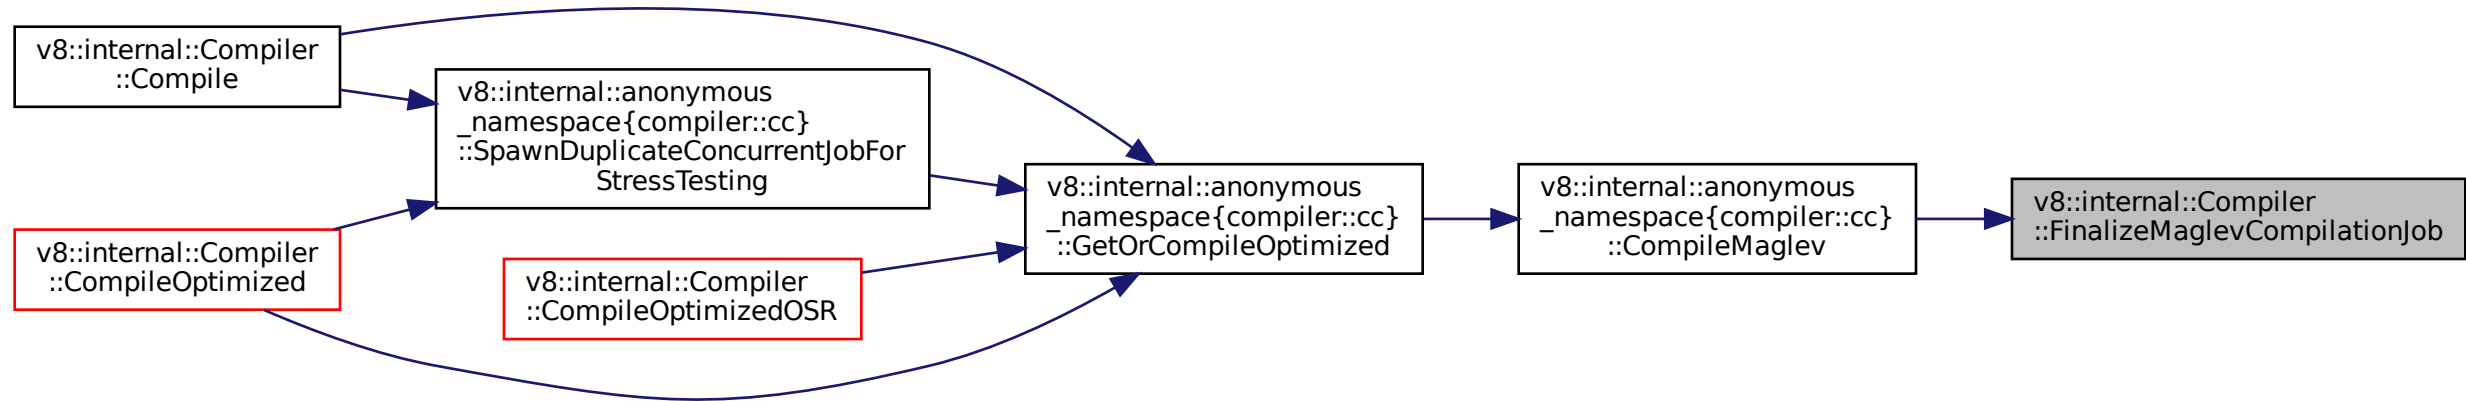 v8::internal::Compiler
::Compile
v8::internal::anonymous
_namespace{compiler::cc}
::SpawnDuplicateConcurrentJobFor
StressTesting
v8::internal::Compiler
::CompileOptimized
v8::internal::Compiler
::CompileOptimizedOSR
v8::internal::anonymous
_namespace{compiler::cc}
::GetOrCompileOptimized
v8::internal::anonymous
_namespace{compiler::cc}
::CompileMaglev
v8::internal::Compiler
::FinalizeMaglevCompilationJob